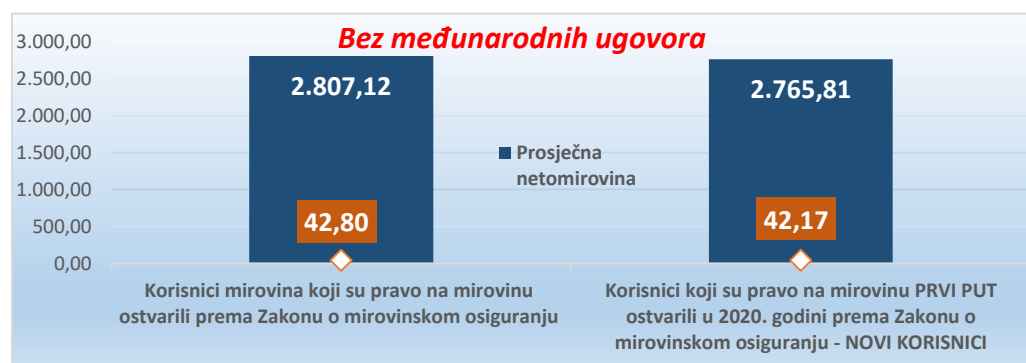 Bez međunarodnih ugovora
3.000,00
2.500,00
2.000,00
1.500,00
1.000,00
500,00
0,00
2.807,12
2.765,81
Prosječna
netomirovina
42,80
42,17
Korisnici mirovina koji su pravo na mirovinu
ostvarili prema Zakonu o mirovinskom osiguranju
Korisnici koji su pravo na mirovinu PRVI PUT
ostvarili u 2020. godini prema Zakonu o
mirovinskom osiguranju - NOVI KORISNICI